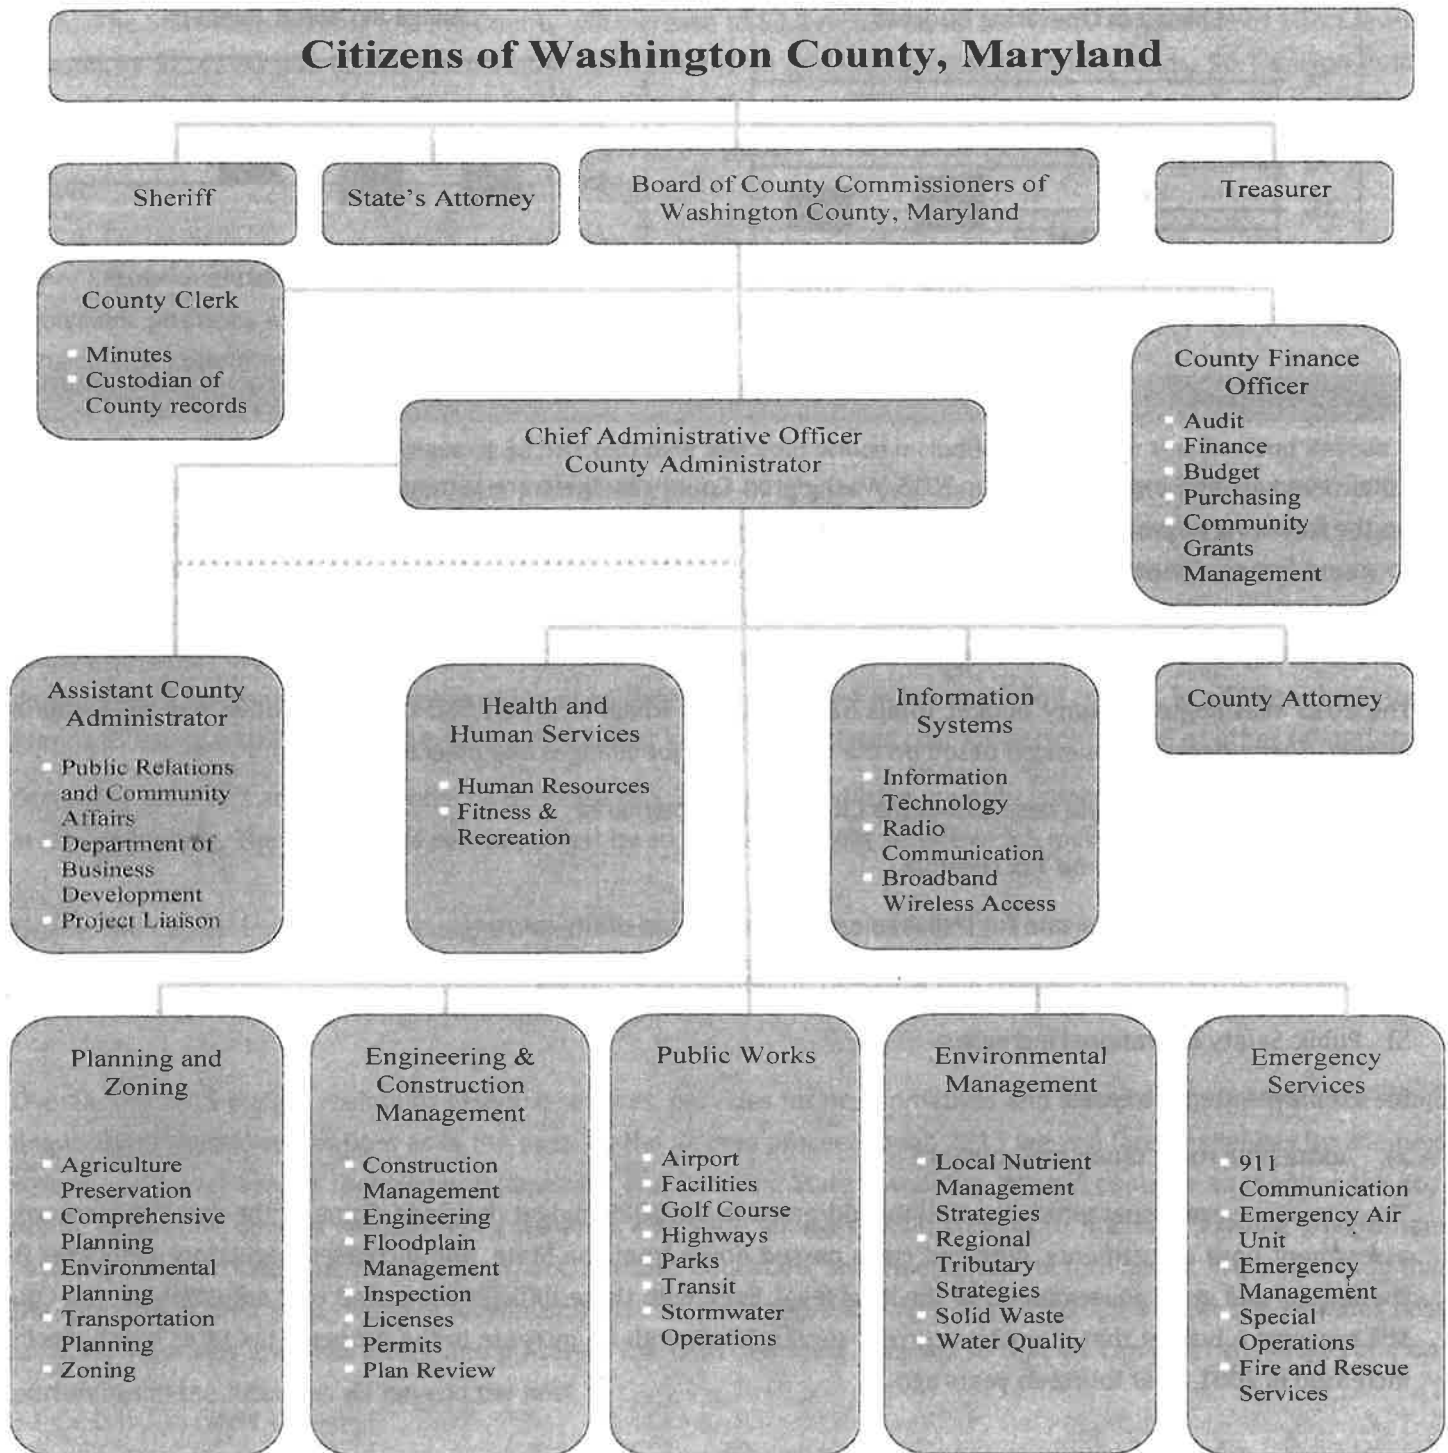 Citizens of Washington County, Maryland
Sheriff
State's Attorney
Board of County Commissioners of
Washington County, Maryland
Treasurer
County Clerk
Minutes
Custodian of
County records
County Finance
Officer
Audit
Finance
Budget
Purchasing
Community
Grants
Management
Chief Administrative Officer
County Administrator
Assistant County
Administrator
Public Relations
and Community
Affairs
Department of
Business
Development
Project Liaison
Health and
Human Services
Human Resources
Fitness &
Recreation
Information
Systems
Information
Technology
Radio
Communication
Broadband
Wireless Access
County Attorney
Planning and
Zoning
Agriculture
Preservation
Comprehensive
Planning
Environmental
Planning
Transportation
Planning
Zoning
Engineering &
Construction
Management
Construction
Management
Engineering
Floodplain
Management
Inspection
Licenses
Permits
Plan Review
Public Works
Airport
Facilities
Golf Course
Highways
Parks
Transit
Stormwater
Operations
Environmental
Management
Local Nutrient
Management
Strategies
Regional
Tributary
Strategies
Solid Waste
Water Quality
Emergency
Services
911
Communication
Emergency Air
Unit
Emergency
Management
Special
Operations
Fire and Rescue
Services